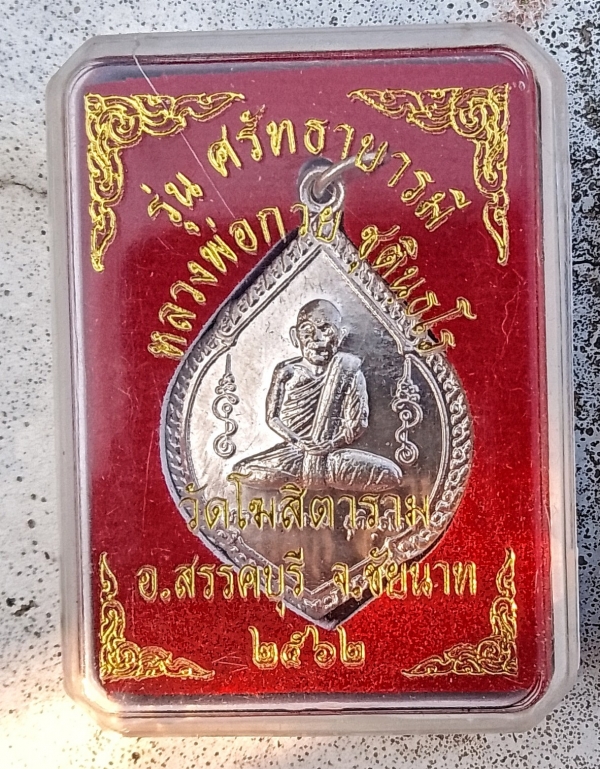 รุ่น ศรัทธาบารมี
หลวงพ่อกวย ชุตินฺธโร
วัดโฆสิตาราม
อ.สรรคบุรี จ.ชัยนาท
๒๕๖๒